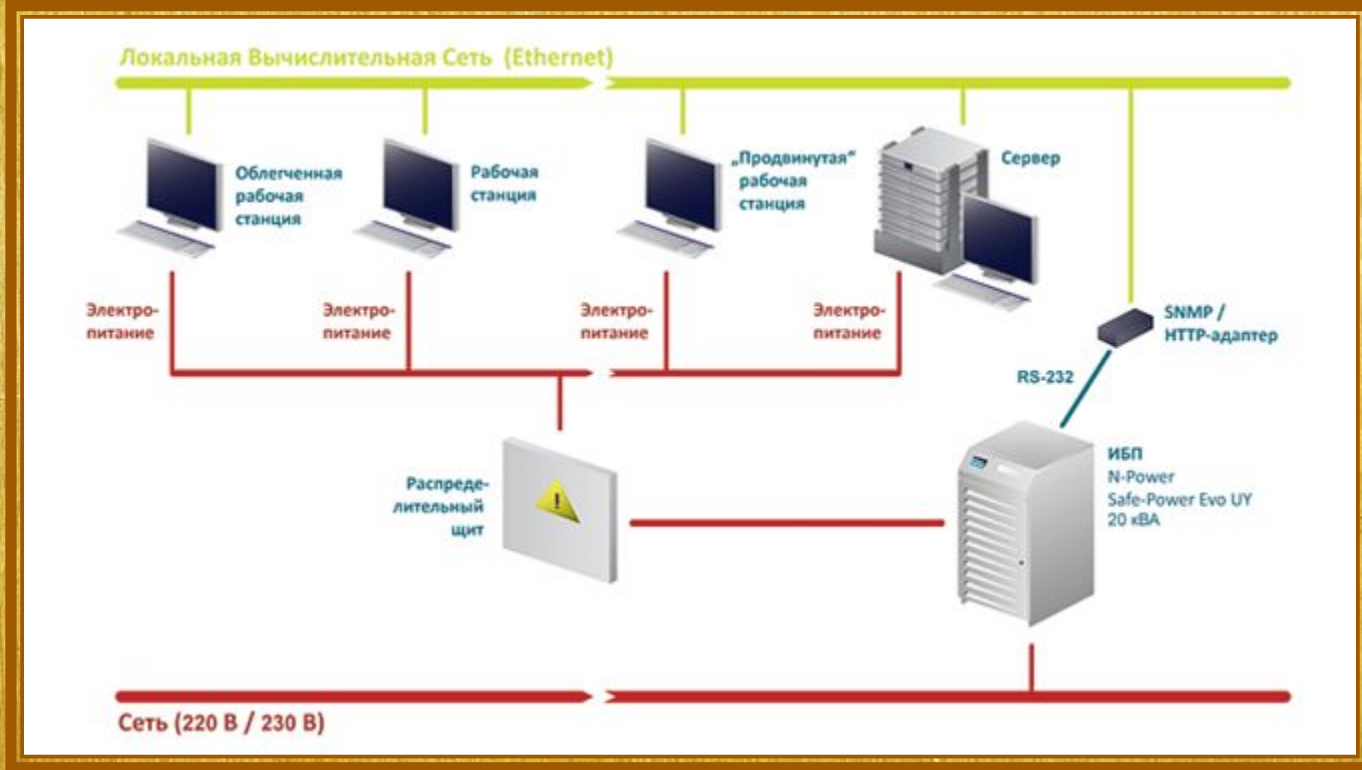 Локальная Вычислительная Сеть (Ethernet)
Облегченная
рабочая
станция
Рабочая
станция
„Продвинутая“
рабочая
станция
Сервер
Электро-
питание
Электро-
питание
Электро-
питание
Электро-
питание
SNMP /
HTTP-адаптер
RS-232
Распреде-
лительный
щит
!
ИБП
N-Power
Safe-Power Evo UY
20 кВА
Сеть (220 В / 230 В)